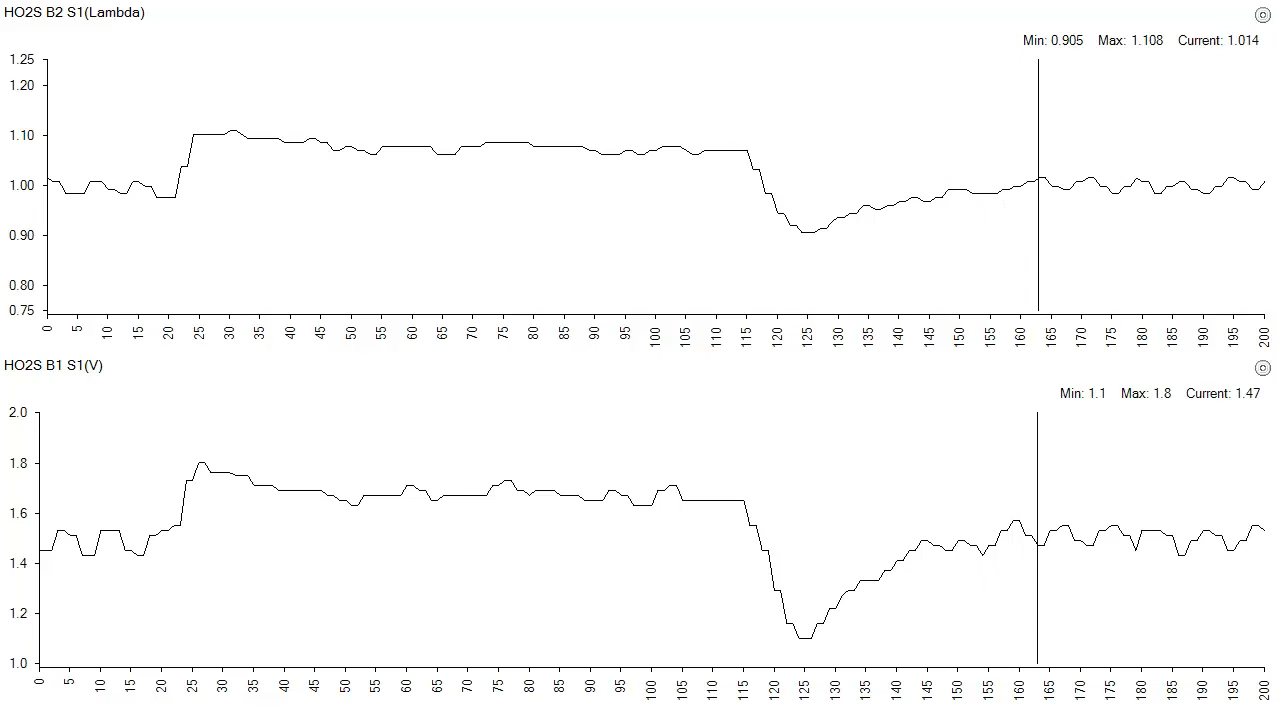 HO2S B2 S1(Lambda)
Min: 0.905 Max: 1.108 Current: 1.014
1.25
1.20
1.10
1.00
0.90
0.80
0.75
0 5 10 15 20 25 30 35 40 45 50 55 60 65 70 75 80 85 90 95 100 105 110 115 120 125 130 135 140 145 150 155 160 165 170 175 180 185 190 195 200
HO2S B1 S1(V)
Min: 1.1 Max: 1.8 Current: 1.47
2.0
1.8
1.6
1.4
1.2
1.0
0 5 10 15 20 25 30 35 40 45 50 55 60 65 70 75 80 85 90 95 100 105 110 115 120 125 130 135 140 145 150 155 160 165 170 175 180 185 190 195 200